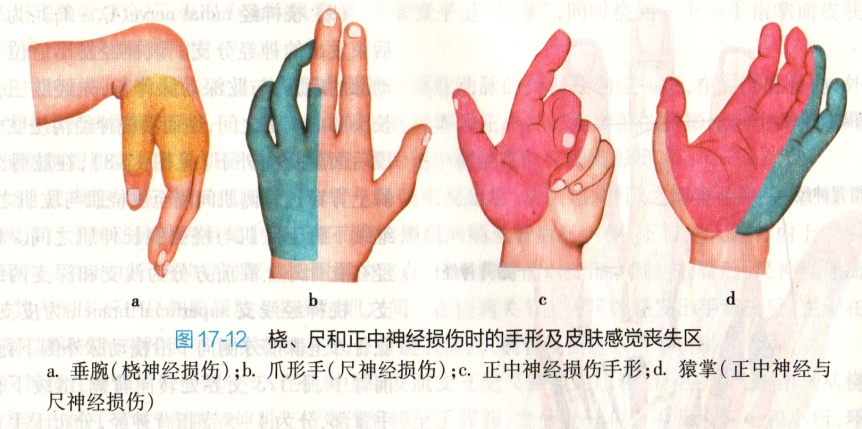 a
b
c
d
图17-12 桡、尺和正中神经损伤时的手形及皮肤感觉丧失区
a. 垂腕(桡神经损伤);b. 爪形手(尺神经损伤);c. 正中神经损伤手形;d. 猿掌(正中神经与
尺神经损伤)